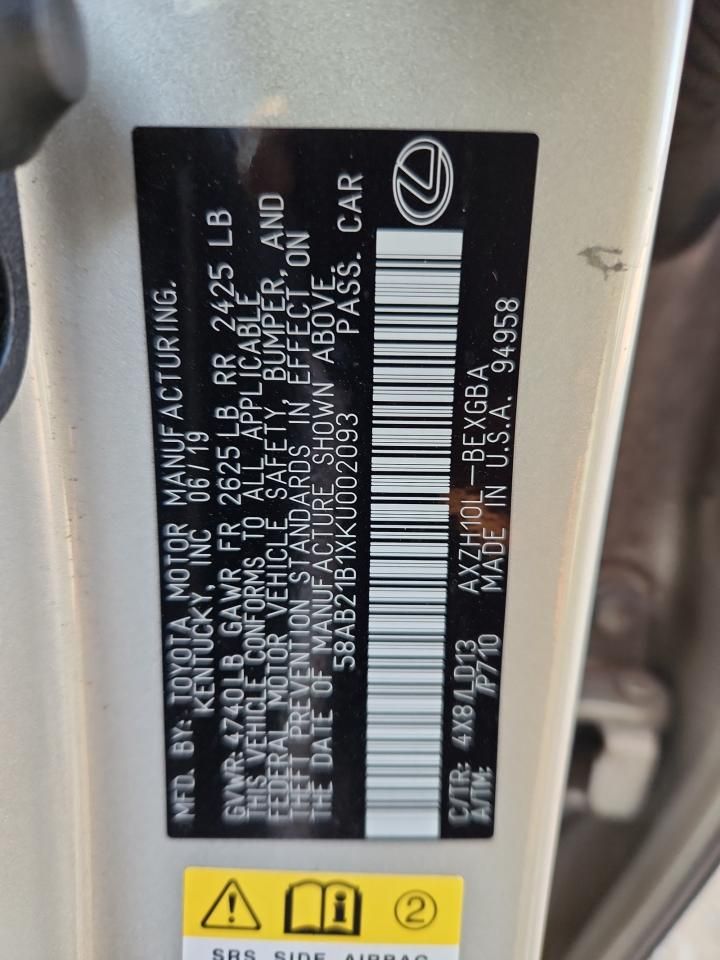 MFD. BY: TOYOTA MOTOR MANUFACTURING.
KENTUCKY, INC 06/19
GVWR: 4740LB GAWR FR 2625LB RR 2425 LB
THIS VEHICLE CONFORMS TO ALL APPLICABLE
FEDERAL MOTOR VEHICLE SAFETY, BUMPER, AND
THEFT PREVENTION STANDARDS IN EFFECT ON
THE DATE OF MANUFACTURE SHOWN ABOVE.
58AB21B1XKU002093 PASS. CAR
C/TR: 4X8/LD13 AXZH10L-BEXGBA
A/TM: /P710 MADE IN U.S.A. 94958
2
SRS SIDE AIRBAG